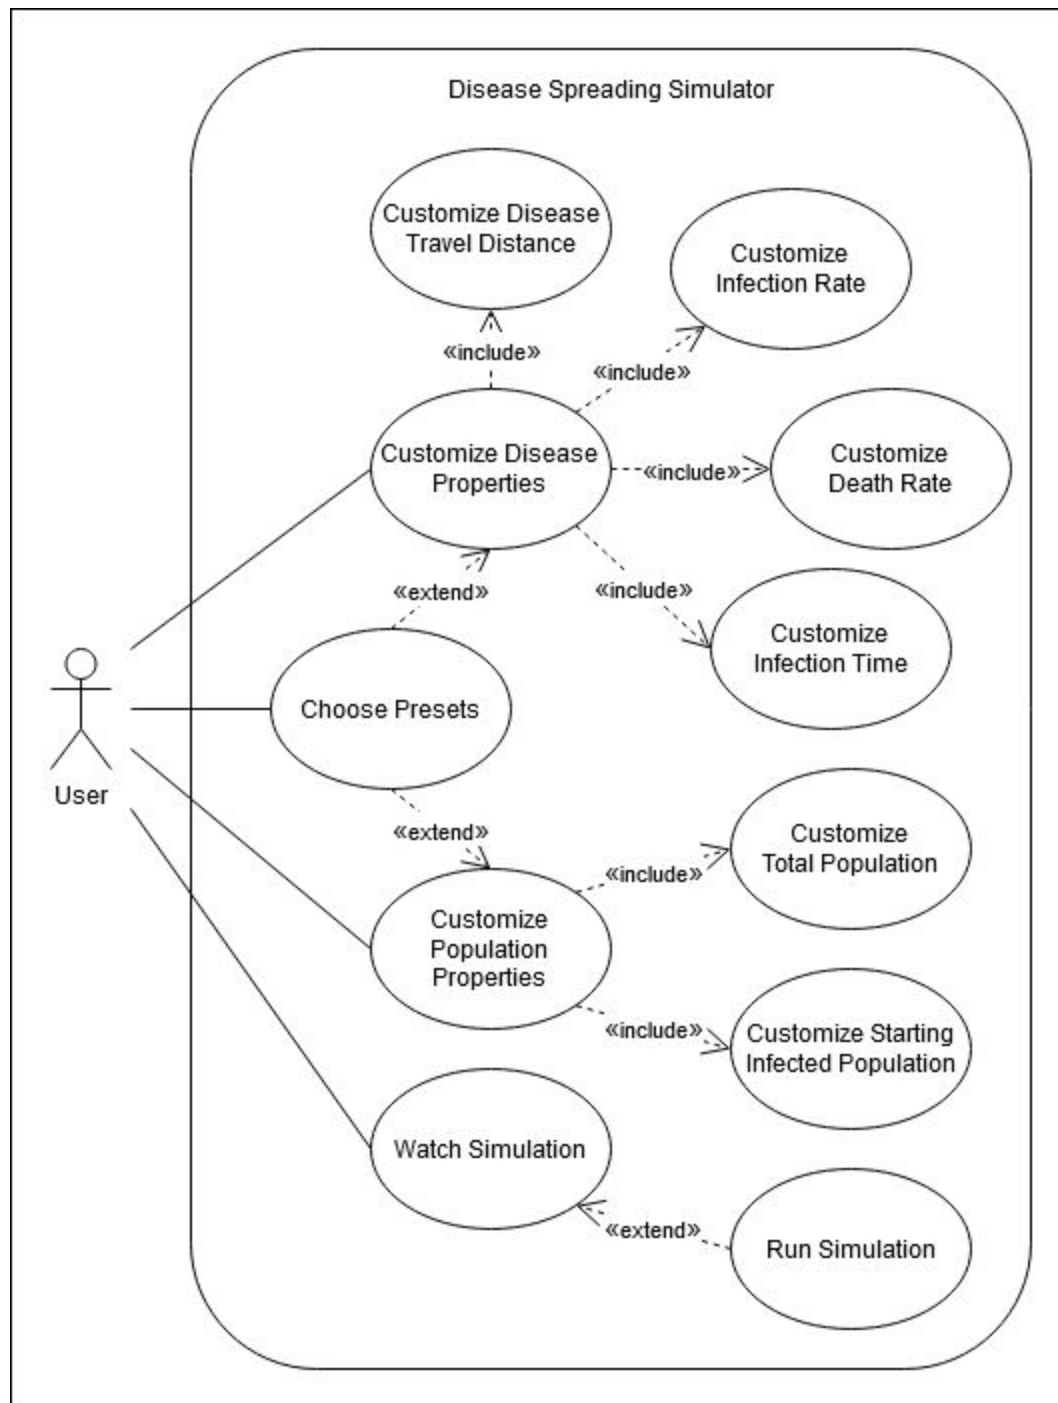 Disease Spreading Simulator
Customize Disease
Travel Distance
Customize
Infection Rate
«include»
«include»
Customize Disease
Properties
«include»
Customize
Death Rate
«extend»
«include»
Customize
Infection Time
Choose Presets
User
«extend»
Customize
Total Population
«include»
Customize
Population
Properties
«include»
Customize Starting
Infected Population
Watch Simulation
«extend»
Run Simulation